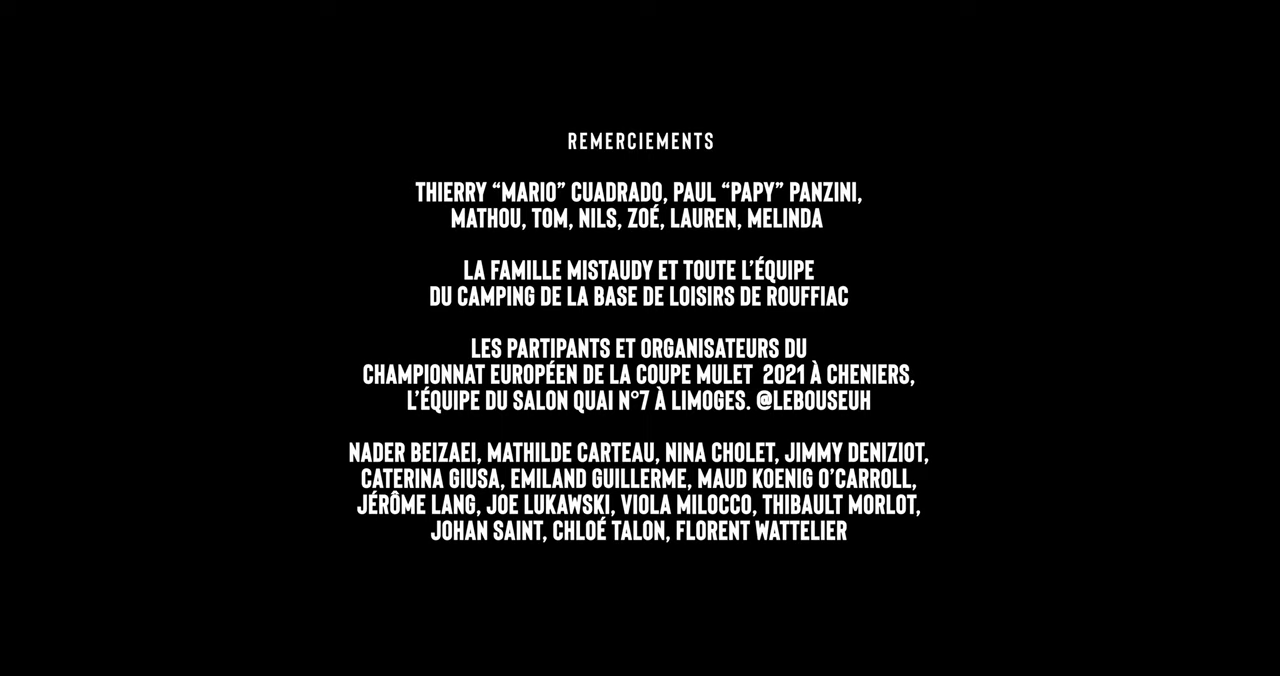 REMERCIEMENTS
THIERRY “MARIO” CUADRADO, PAUL “PAPY” PANZINI,
MATHOU, TOM, NILS, ZOÉ, LAUREN, MELINDA
LA FAMILLE MISTAUDY ET TOUTE L’ÉQUIPE
DU CAMPING DE LA BASE DE LOISIRS DE ROUFFIAC
LES PARTIPANTS ET ORGANISATEURS DU
CHAMPIONNAT EUROPÉEN DE LA COUPE MULET  2021 À CHENIERS,
L’ÉQUIPE DU SALON QUAI N°7 À LIMOGES. @LEBOUSEUH
NADER BEIZAEI, MATHILDE CARTEAU, NINA CHOLET, JIMMY DENIZIOT,
CATERINA GIUSA, EMILAND GUILLERME, MAUD KOENIG O’CARROLL,
JÉRÔME LANG, JOE LUKAWSKI, VIOLA MILOCCO, THIBAULT MORLOT,
JOHAN SAINT, CHLOÉ TALON, FLORENT WATTELIER